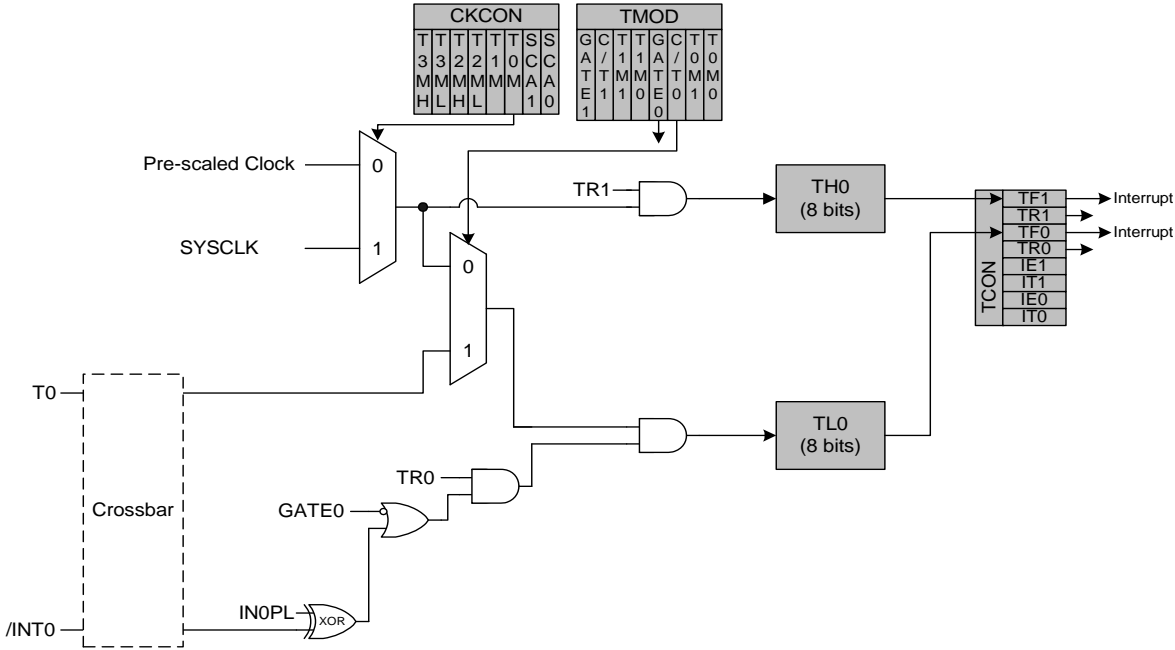 CKCON
T3MH
T3ML
T2MH
T2ML
T1M
T0M
SCA1
SCA0
TMOD
GATE1
C/T1
T1M1
T1M0
GATE0
C/T0
T0M1
T0M0
Pre-scaled Clock
0
SYSCLK
1
TR1
TH0
(8 bits)
TCON
TF1
TR1
TF0
TR0
IE1
IT1
IE0
IT0
Interrupt
Interrupt
0
1
T0
Crossbar
/INT0
TL0
(8 bits)
TR0
GATE0
IN0PL
XOR